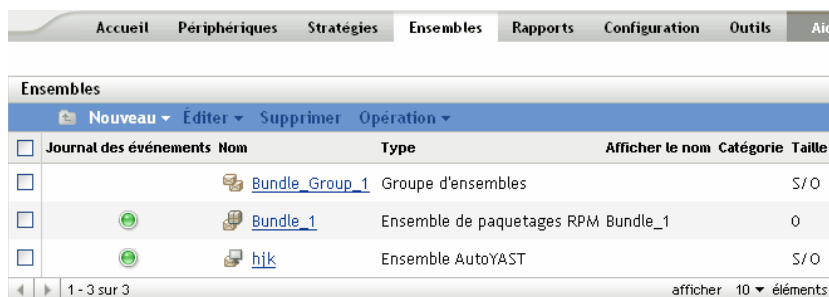 Accueil Périphériques Stratégies Ensembles Rapports Configuration Outils
Ensembles
Nouveau Éditer Supprimer Opération
Journal des événements Nom Type Afficher le nom Catégorie Taille
Bundle_Group_1 Groupe d'ensembles S/O
Bundle_1 Ensemble de paquetages RPM Bundle_1 0
hjk Ensemble AutoYAST S/O
1 - 3 sur 3 afficher 10 éléments